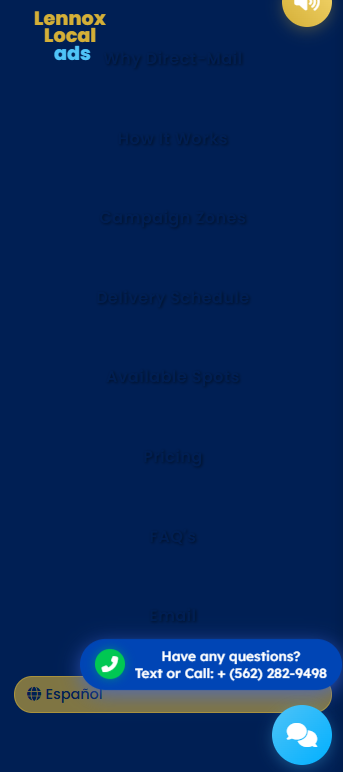 Lennox
Local
ads
Why Direct-Mail
How It Works
Campaign Zones
Delivery Schedule
Available Spots
Pricing
FAQ's
Email
Have any questions?
Text or Call: + (562) 282-9498
Español